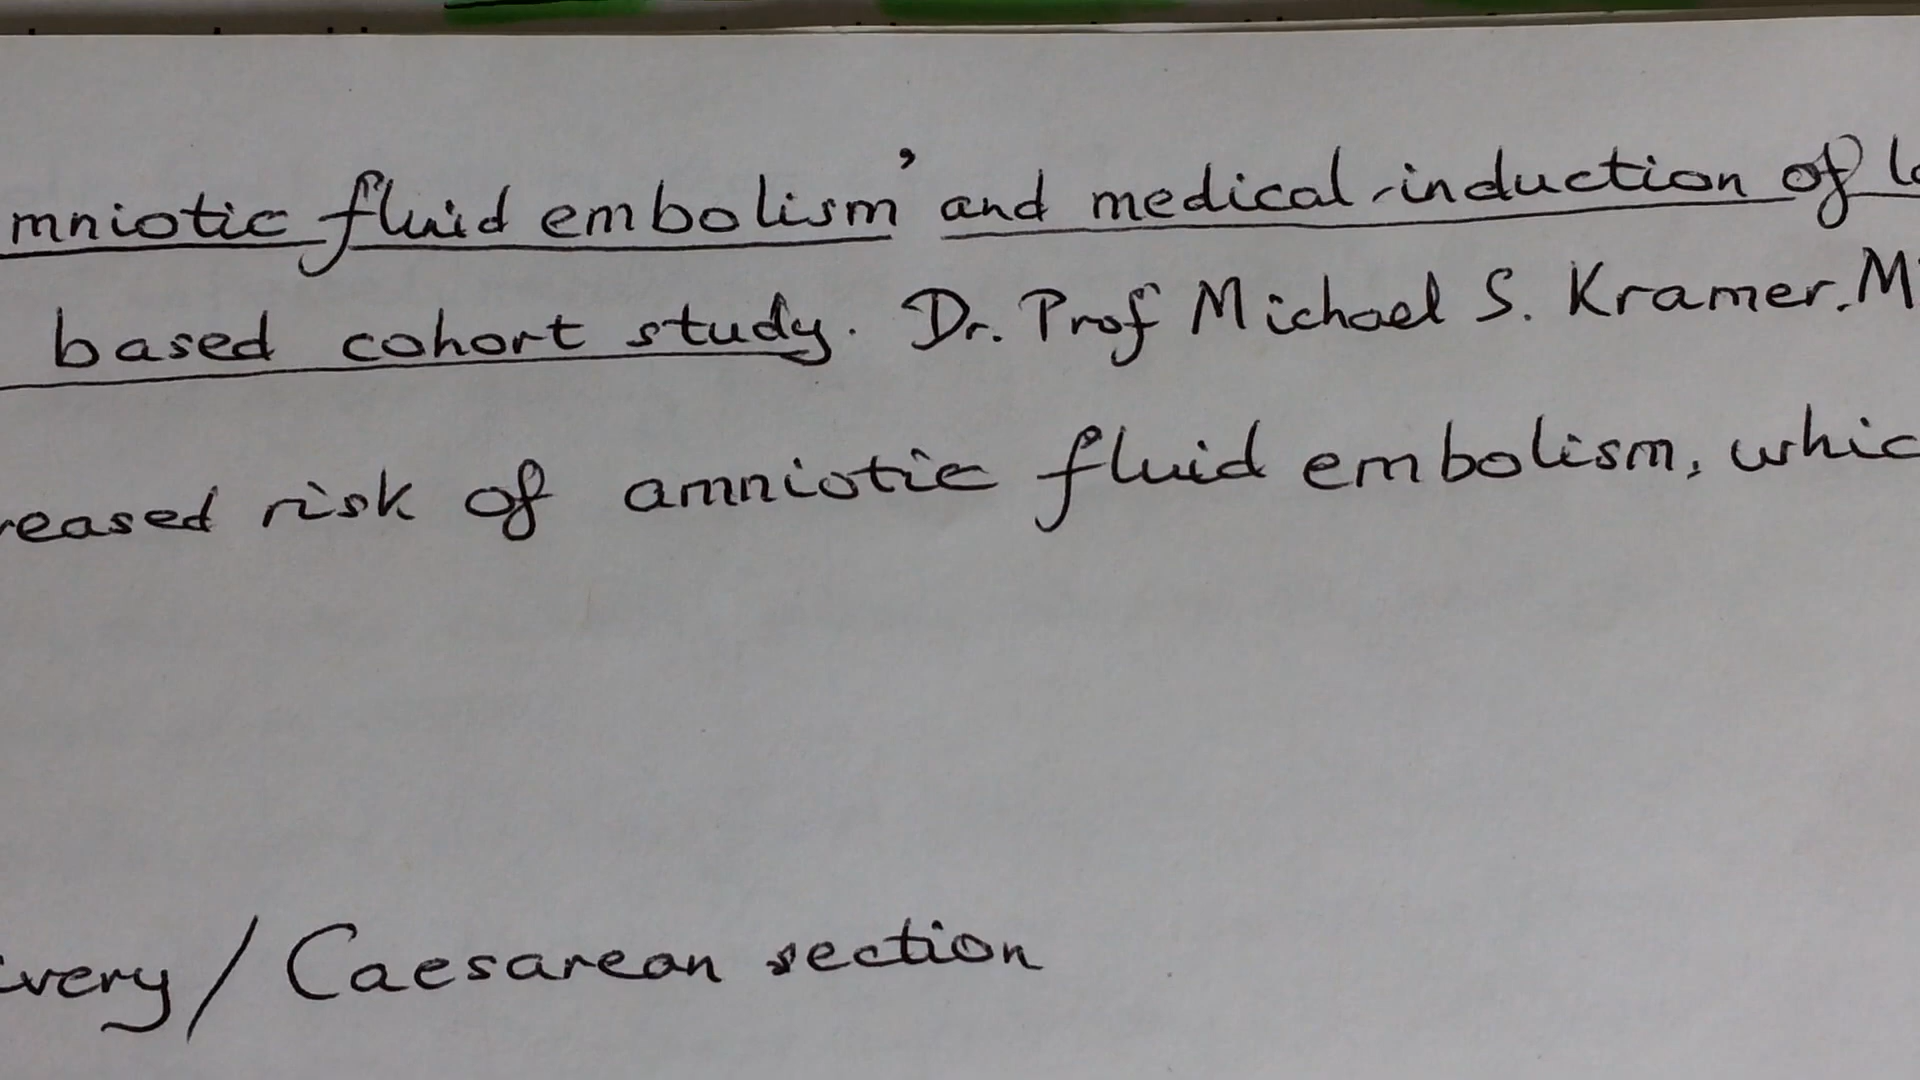 mniotic fluid embolism' and medical induction of l
based cohort study. Dr. Prof Michael S. Kramer. M
reased risk of amniotic fluid embolism, whic
very / Caesarean section